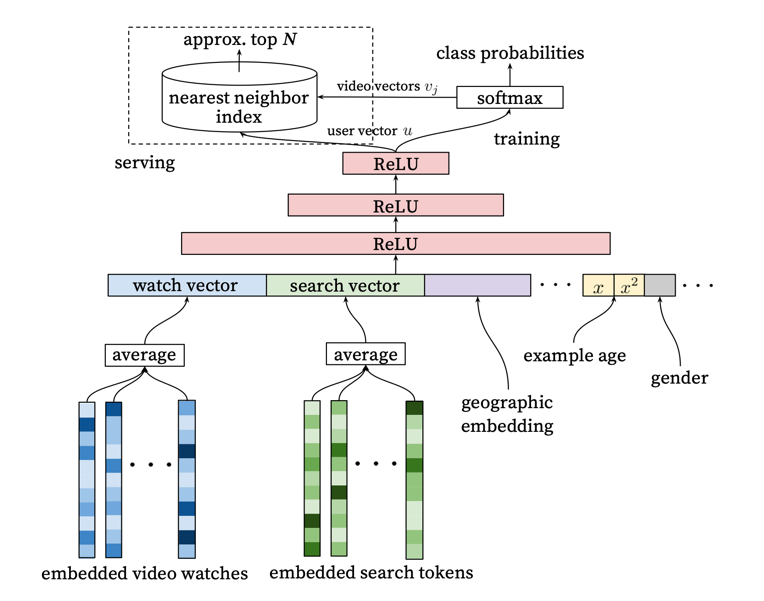 approx. top N
class probabilities
nearest neighbor
index
video vectors v_j
softmax
user vector u
training
serving
ReLU
ReLU
ReLU
watch vector
search vector
· · ·
x
x²
· · ·
average
average
example age
gender
geographic
embedding
· · ·
· · ·
embedded video watches
embedded search tokens